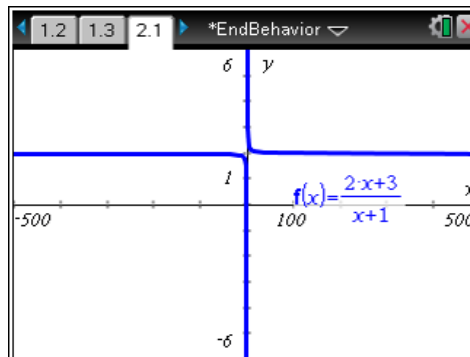 1.2 1.3 2.1 *EndBehavior
6 y
1
f(x)=2·x+3
x+1
x
-500 100 500
-6